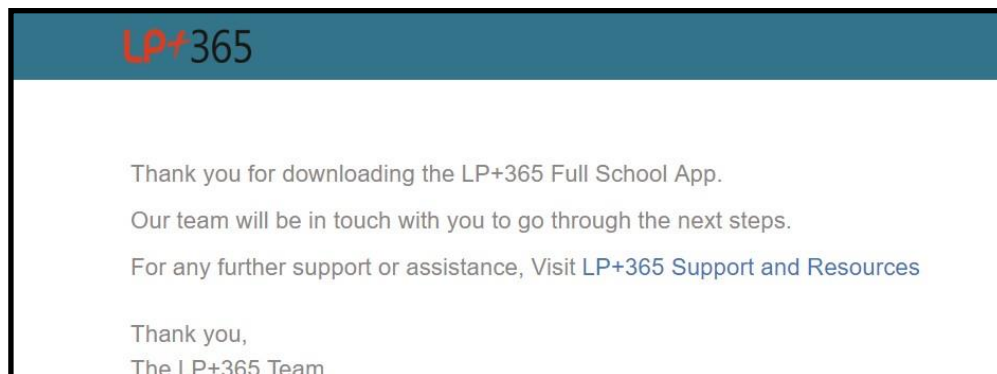 LP+365
Thank you for downloading the LP+365 Full School App.
Our team will be in touch with you to go through the next steps.
For any further support or assistance, Visit LP+365 Support and Resources
Thank you,
The LP+365 Team